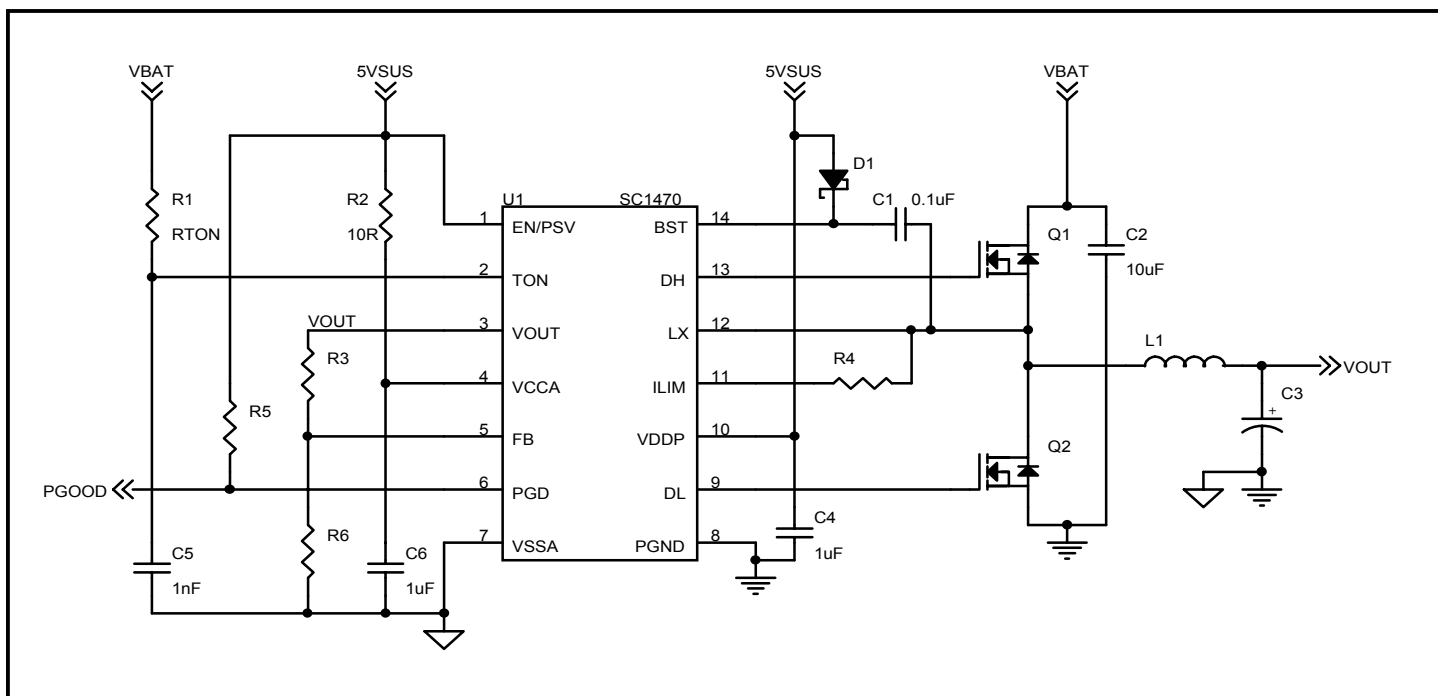 VBAT
5VSUS
5VSUS
VBAT
R1
RTON
R2
10R
U1
SC1470
D1
C1
0.1uF
Q1
C2
10uF
1
EN/PSV
BST
14
2
TON
DH
13
VOUT
3
VOUT
LX
12
R3
R4
L1
VOUT
4
VCCA
ILIM
11
R5
C3
+
5
FB
VDDP
10
Q2
PGOOD
6
PGD
DL
9
R6
C4
1uF
7
VSSA
PGND
8
C5
1nF
C6
1uF